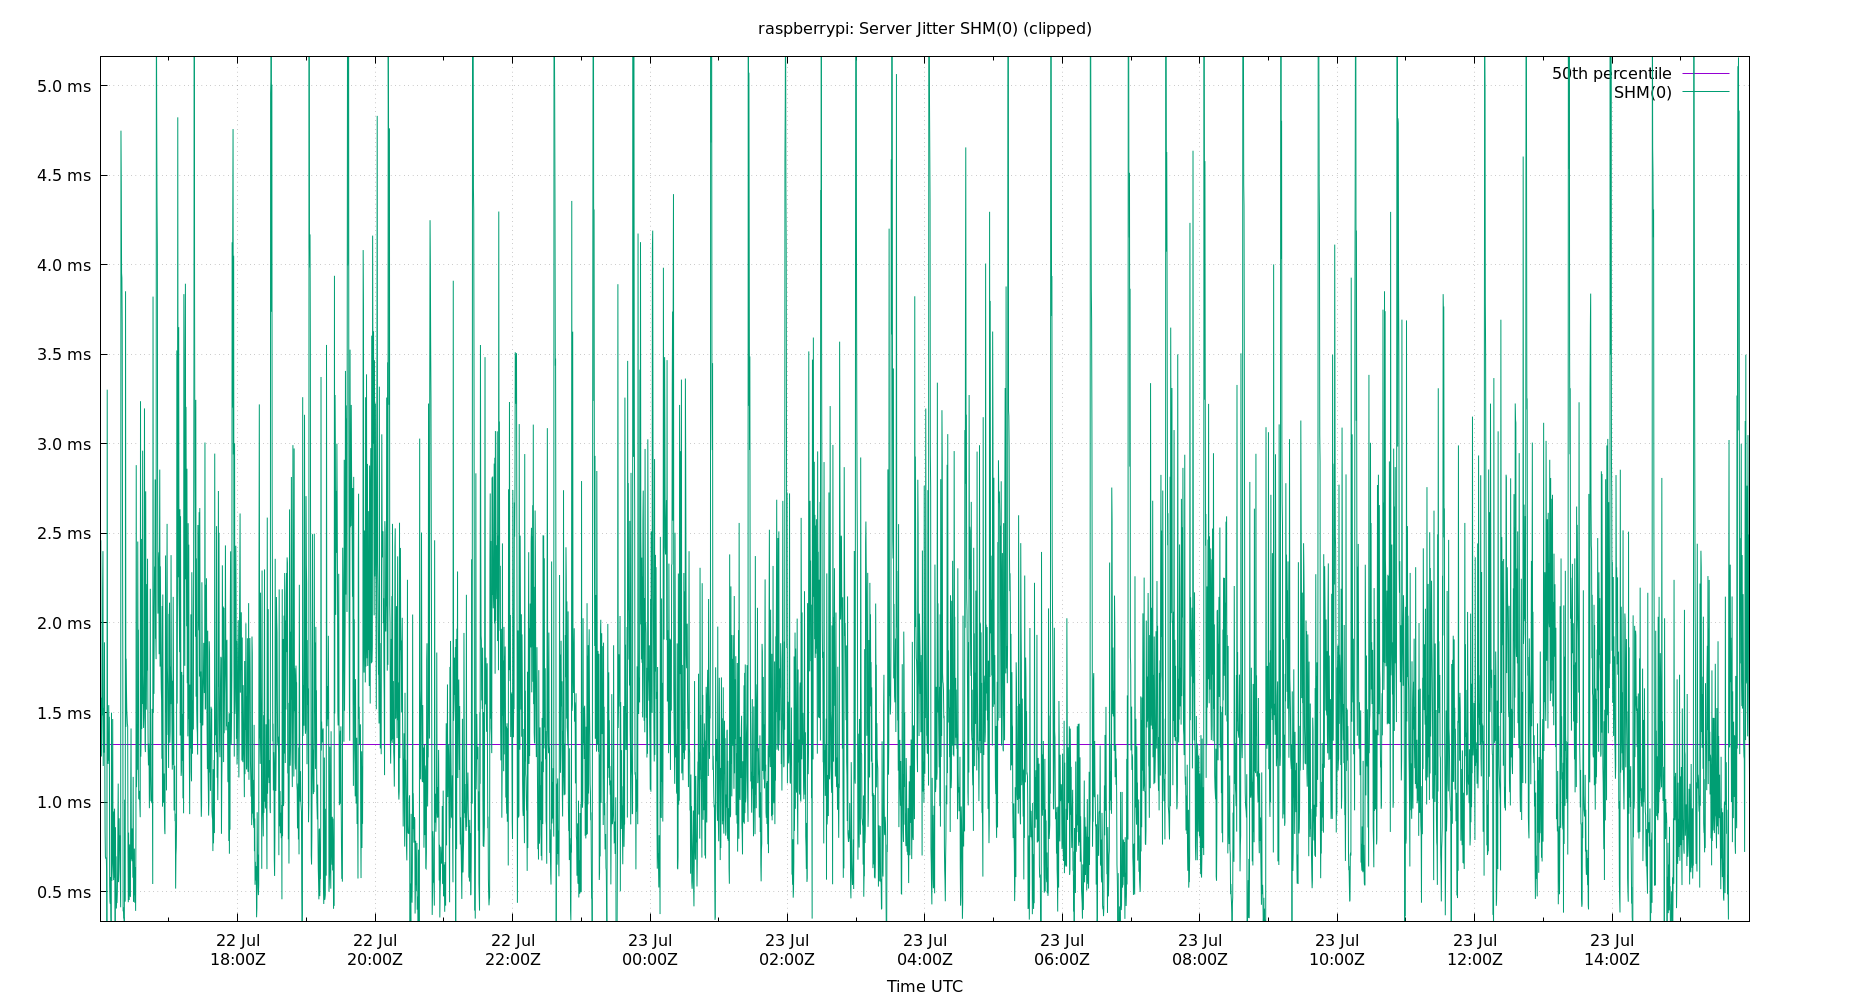 raspberrypi: Server Jitter SHM(0) (clipped)
50th percentile
SHM(0)
5.0 ms
4.5 ms
4.0 ms
3.5 ms
3.0 ms
2.5 ms
2.0 ms
1.5 ms
1.0 ms
0.5 ms
22 Jul 22 Jul 22 Jul 23 Jul 23 Jul 23 Jul 23 Jul 23 Jul 23 Jul 23 Jul 23 Jul
18:00Z 20:00Z 22:00Z 00:00Z 02:00Z 04:00Z 06:00Z 08:00Z 10:00Z 12:00Z 14:00Z
Time UTC